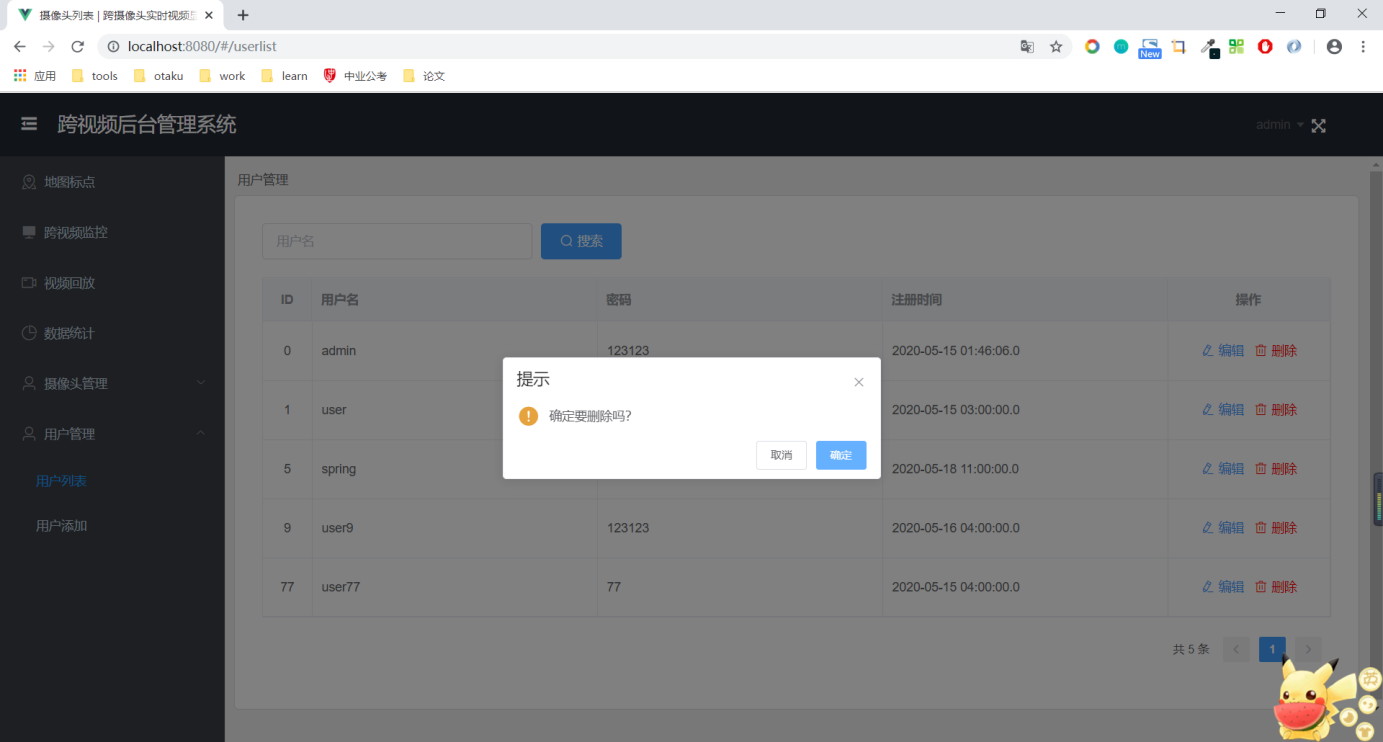 摄像头列表 | 跨摄像头实时视频
localhost:8080/#/userlist
New
应用 tools otaku work learn 中业公考 论文
跨视频后台管理系统
admin
地图标点
跨视频监控
视频回放
数据统计
摄像头管理
用户管理
用户列表
用户添加
用户管理
用户名 搜索
ID 用户名 密码 注册时间 操作
0 admin 123123 2020-05-15 01:46:06.0 编辑 删除
1 user 2020-05-15 03:00:00.0 编辑 删除
5 spring 2020-05-18 11:00:00.0 编辑 删除
9 user9 123123 2020-05-16 04:00:00.0 编辑 删除
77 user77 77 2020-05-15 04:00:00.0 编辑 删除
提示
确定要删除吗?
取消 确定
共 5 条 1
英